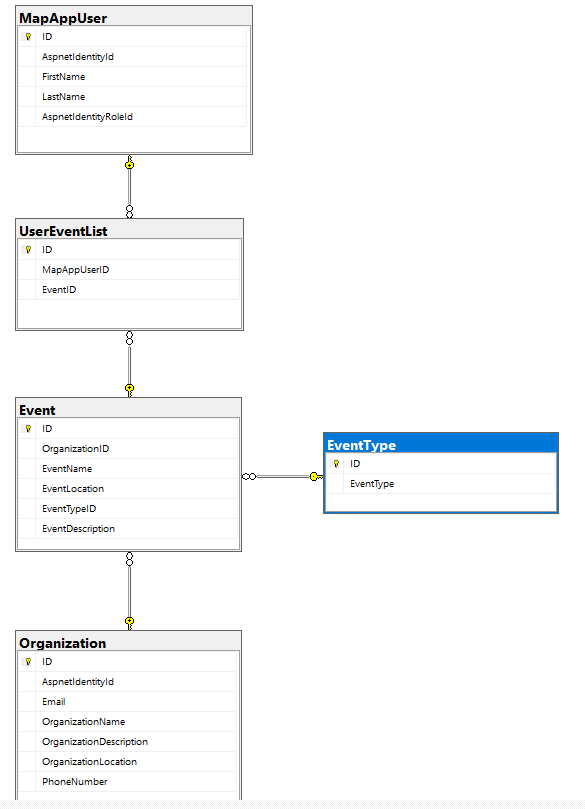 MapAppUser
ID
AspnetIdentityId
FirstName
LastName
AspnetIdentityRoleId
UserEventList
ID
MapAppUserID
EventID
Event
ID
OrganizationID
EventName
EventLocation
EventTypeID
EventDescription
EventType
ID
EventType
Organization
ID
AspnetIdentityId
Email
OrganizationName
OrganizationDescription
OrganizationLocation
PhoneNumber